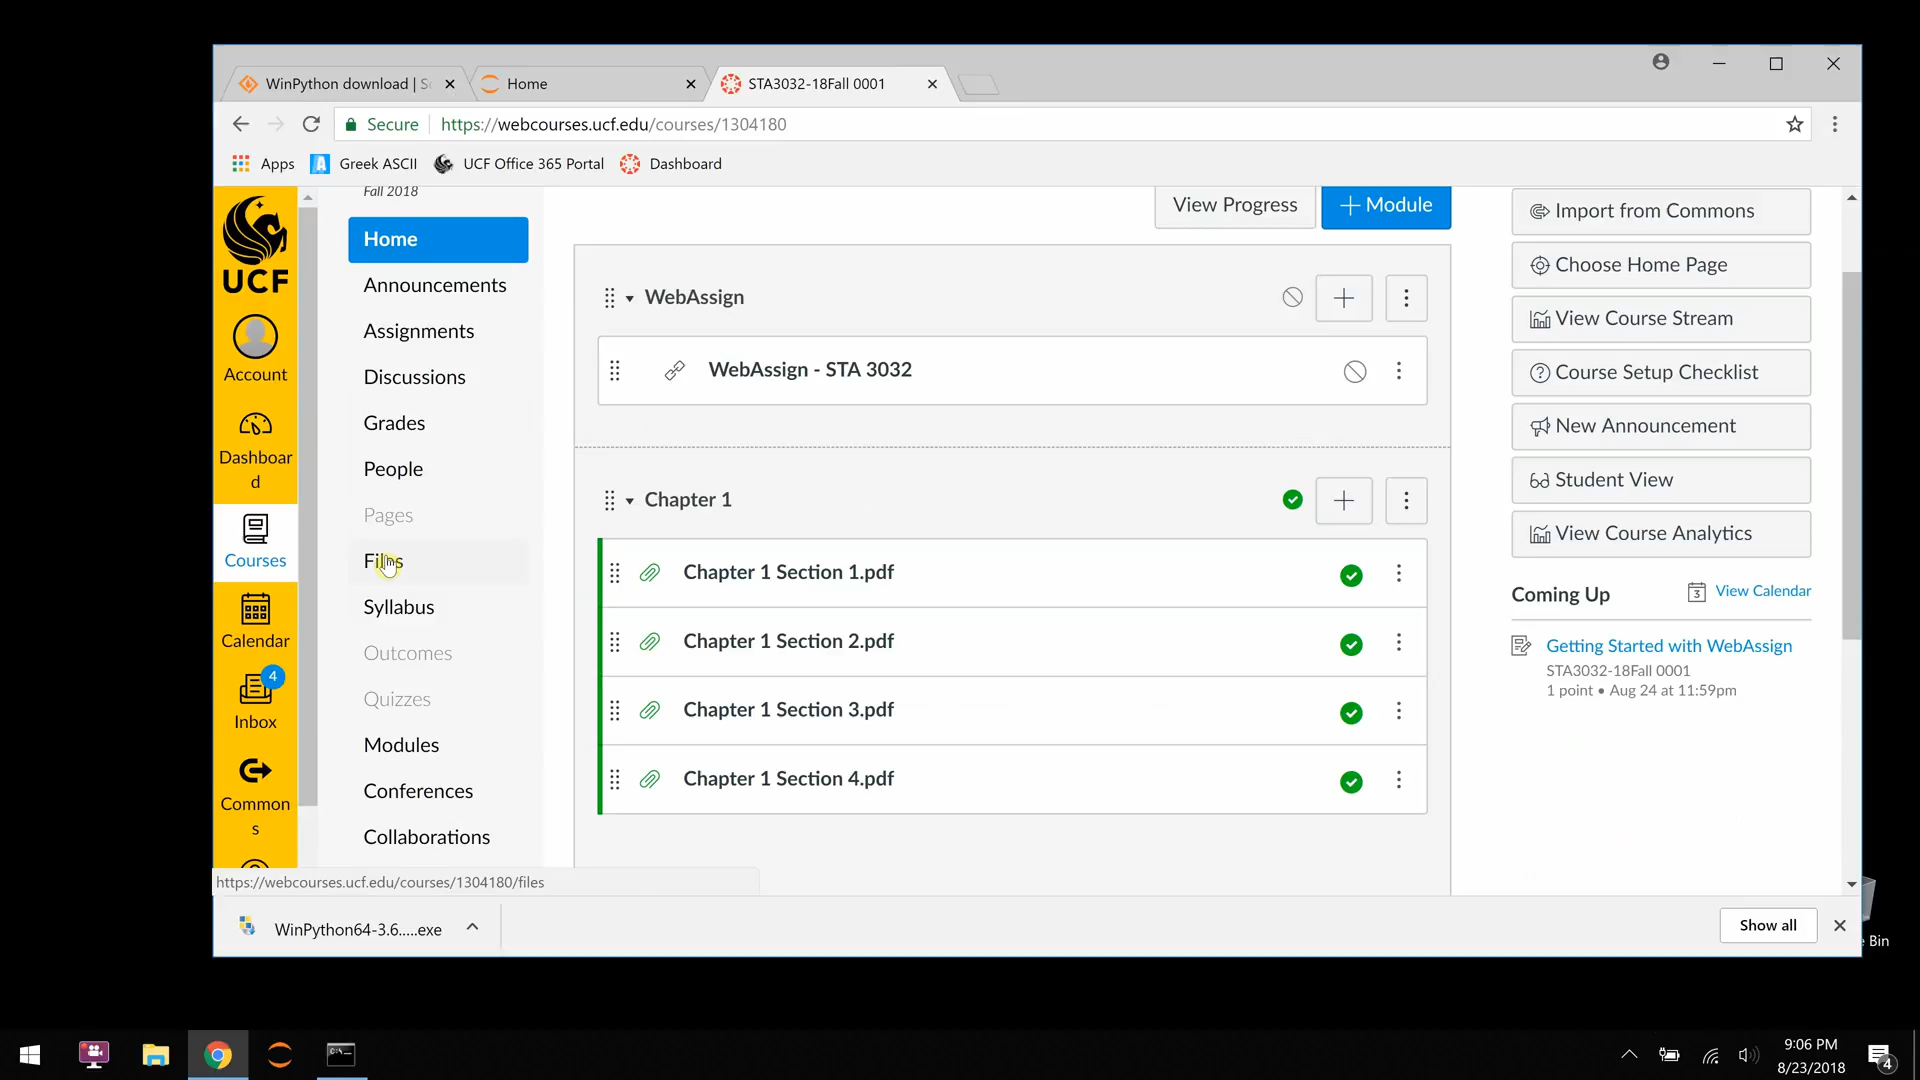 WinPython download | S
Home
STA3032-18Fall 0001
Secure
https://webcourses.ufc.edu/courses/1304180
Apps
Greek ASCII
UCF Office 365 Portal
Dashboard
UCF
Account
Dashboar
d
Courses
Calendar
4
Inbox
Common
s
Fall 2018
Home
Announcements
Assignments
Discussions
Grades
People
Pages
Files
Syllabus
Outcomes
Quizzes
Modules
Conferences
Collaborations
View Progress
Module
WebAssign
WebAssign - STA 3032
Chapter 1
Chapter 1 Section 1.pdf
Chapter 1 Section 2.pdf
Chapter 1 Section 3.pdf
Chapter 1 Section 4.pdf
Import from Commons
Choose Home Page
View Course Stream
Course Setup Checklist
New Announcement
Student View
View Course Analytics
Coming Up
3
View Calendar
Getting Started with WebAssign
STA3032-18Fall 0001
1 point • Aug 24 at 11:59pm
https://webcourses.ucf.edu/courses/1304180/files
WinPython64-3.6.....exe
Show all
Bin
C:\
9:06 PM
8/23/2018
4